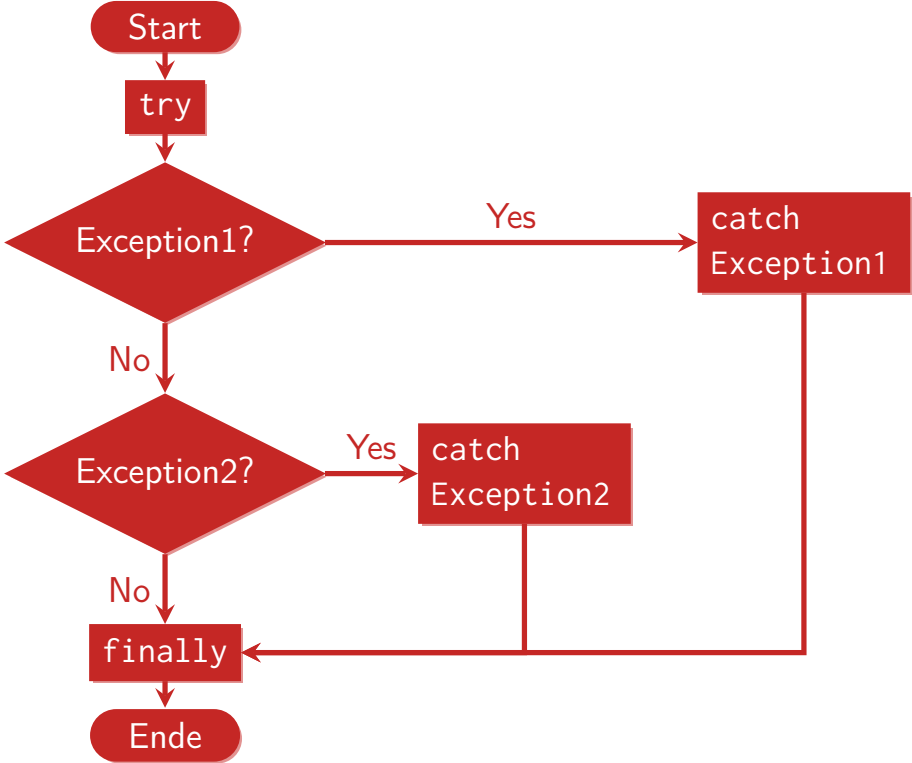 Start
try
Exception1?
Yes
catch
Exception1
No
Exception2?
Yes
catch
Exception2
No
finally
Ende